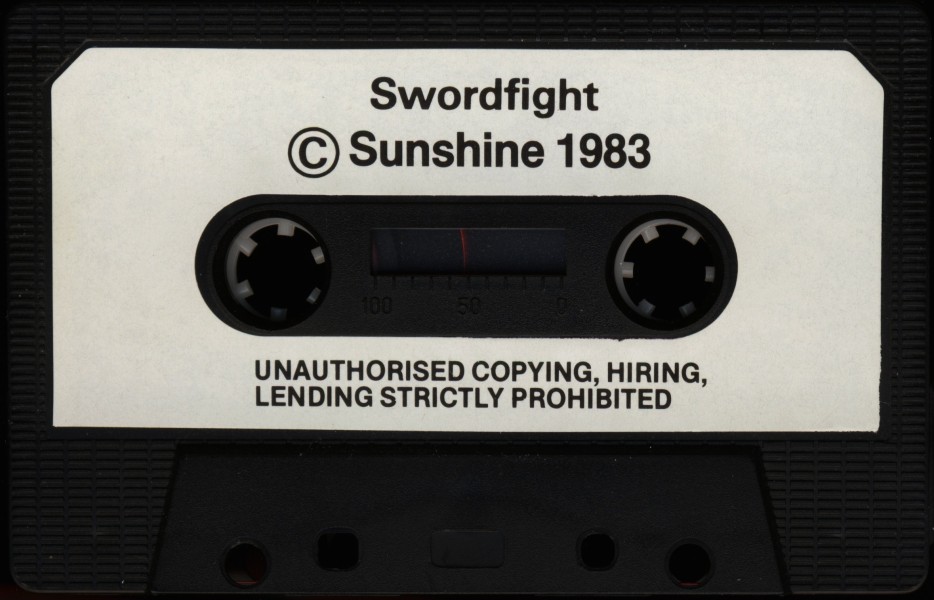 Swordfight
© Sunshine 1983
100 50 0
UNAUTHORISED COPYING, HIRING,
LENDING STRICTLY PROHIBITED